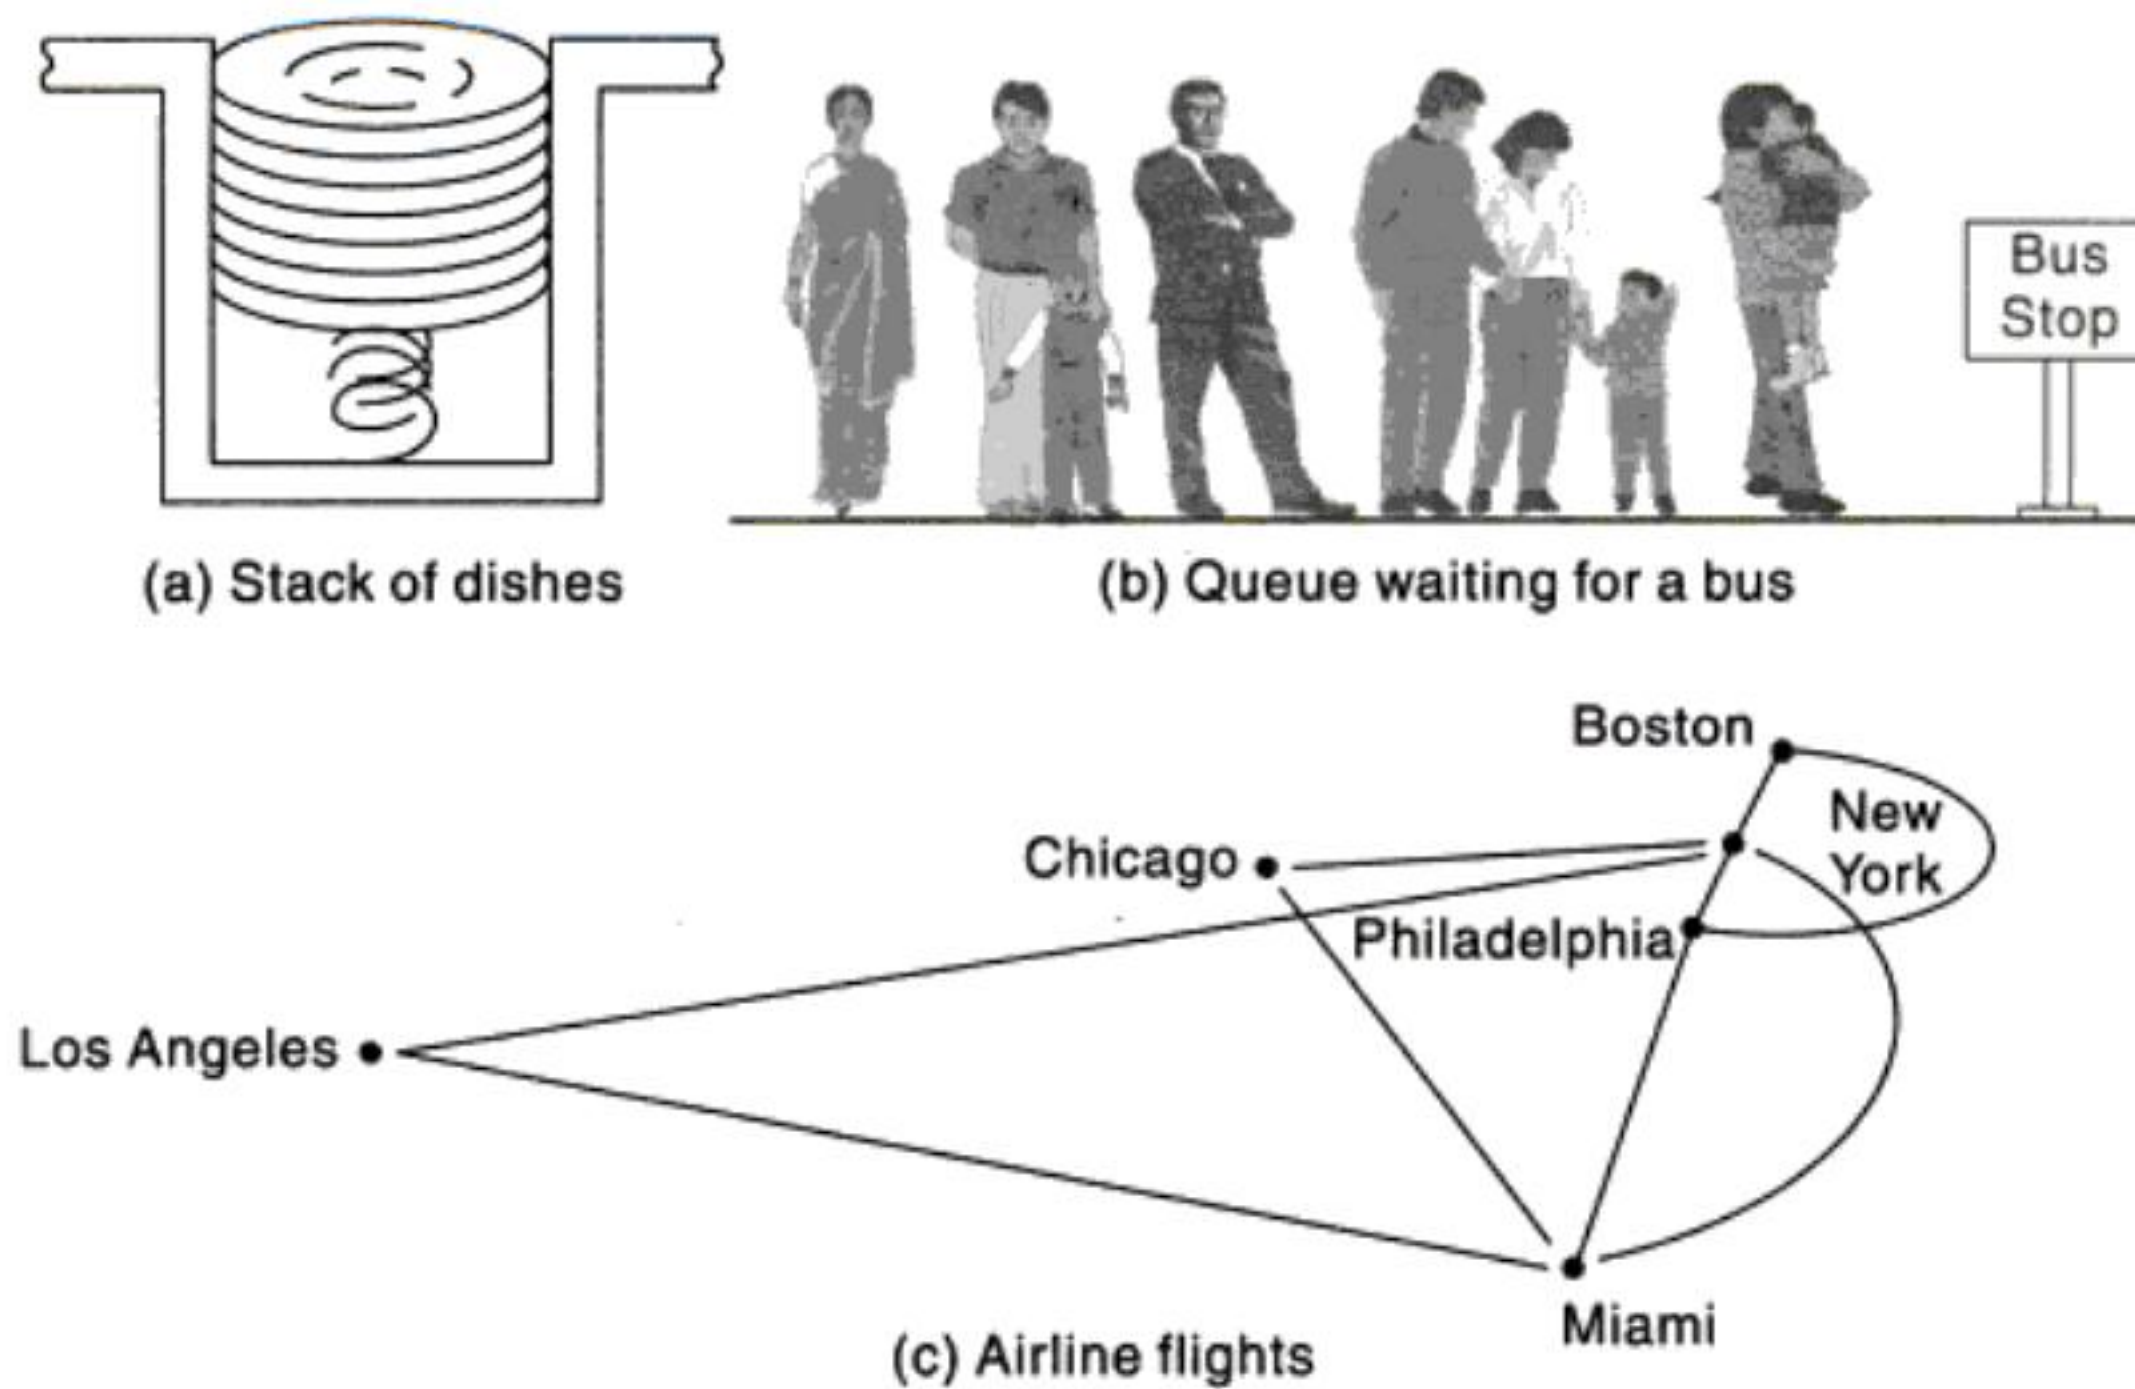 Bus
Stop
(a) Stack of dishes
(b) Queue waiting for a bus
Boston
New
York
Chicago
Philadelphia
Los Angeles
Miami
(c) Airline flights